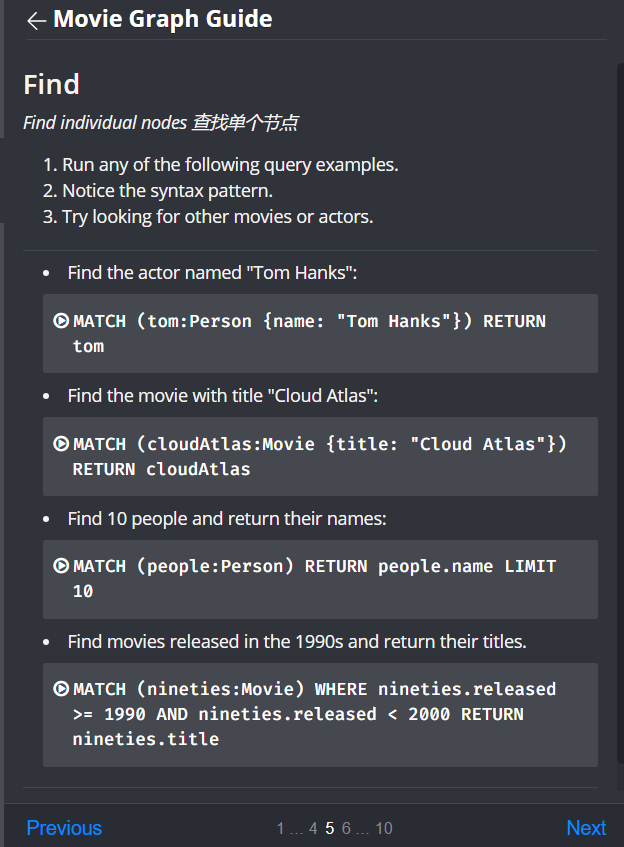 ← Movie Graph Guide
Find
Find individual nodes 查找单个节点
1. Run any of the following query examples.
2. Notice the syntax pattern.
3. Try looking for other movies or actors.
• Find the actor named "Tom Hanks":
MATCH (tom:Person {name: "Tom Hanks"}) RETURN
tom
• Find the movie with title "Cloud Atlas":
MATCH (cloudAtlas:Movie {title: "Cloud Atlas"})
RETURN cloudAtlas
• Find 10 people and return their names:
MATCH (people:Person) RETURN people.name LIMIT
10
• Find movies released in the 1990s and return their titles.
MATCH (nineties:Movie) WHERE nineties.released
>= 1990 AND nineties.released < 2000 RETURN
nineties.title
Previous 1 ... 4 5 6 ... 10 Next